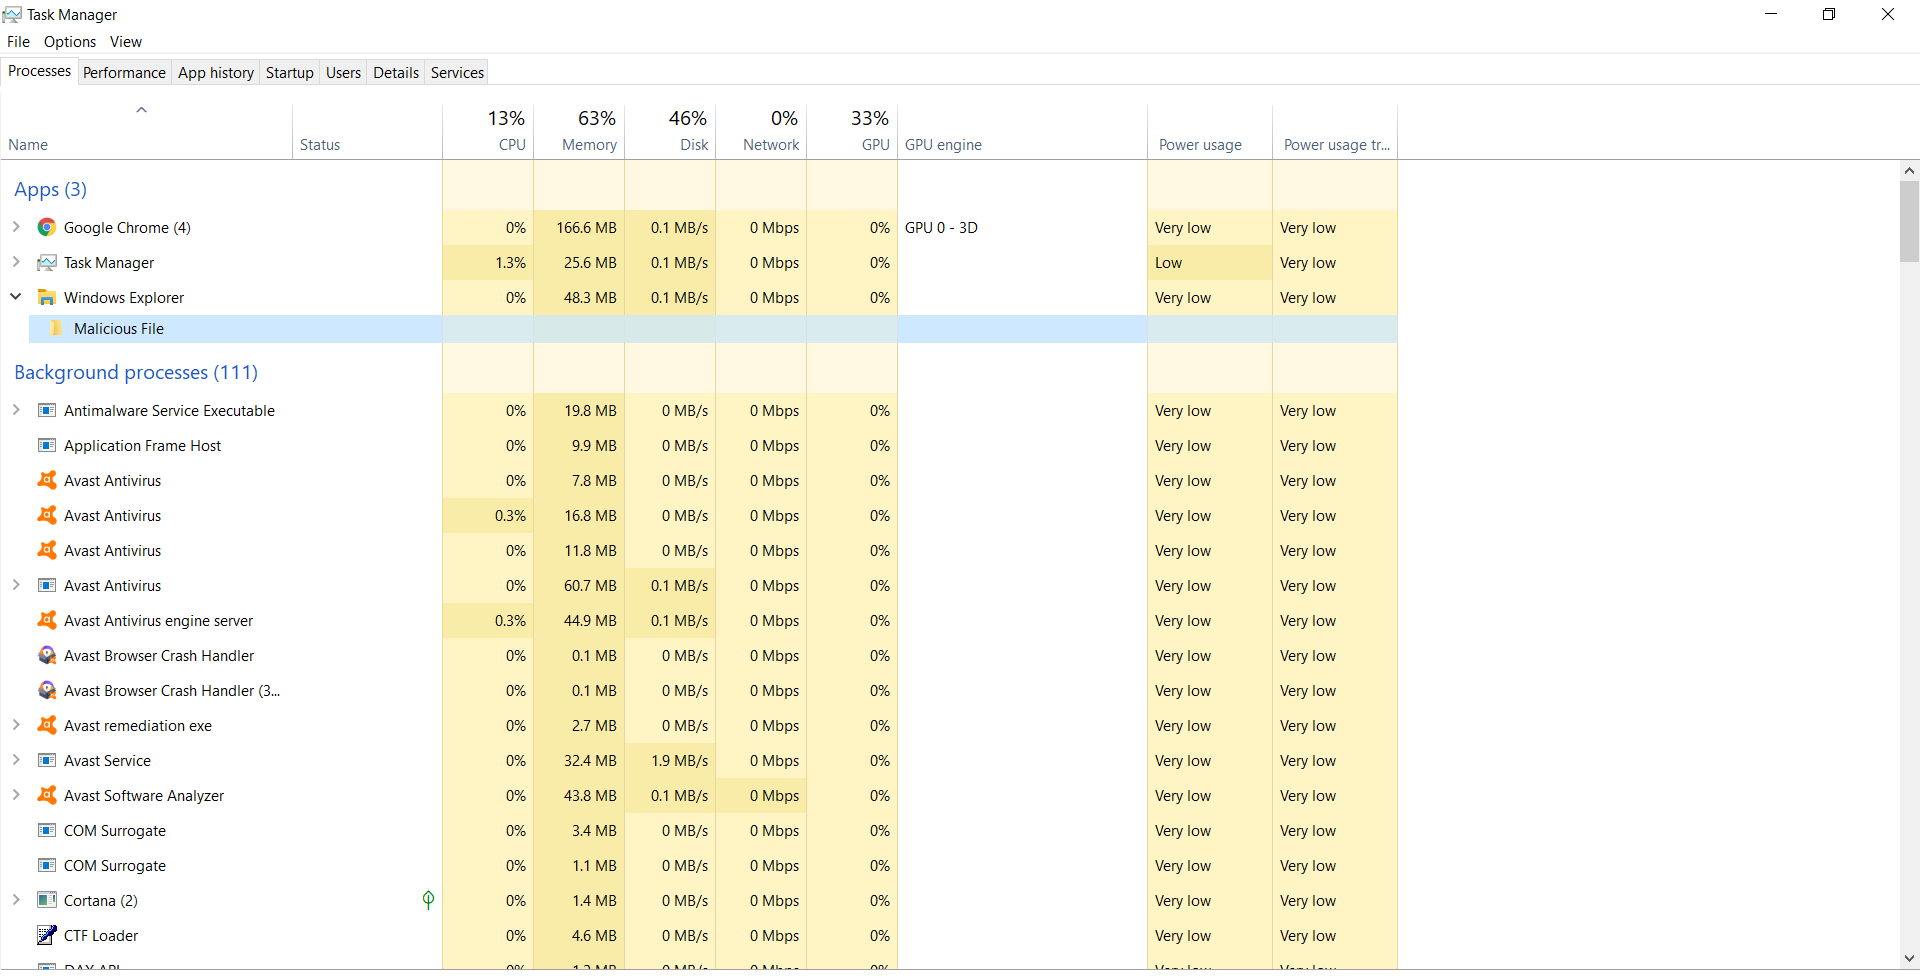 Task Manager
File Options View
Processes Performance App history Startup Users Details Services
13% 63% 46% 0% 33%
Name Status CPU Memory Disk Network GPU GPU engine Power usage Power usage tr...
Apps (3)
Google Chrome (4) 0% 166.6 MB 0.1 MB/s 0 Mbps 0% GPU 0 - 3D Very low Very low
Task Manager 1.3% 25.6 MB 0.1 MB/s 0 Mbps 0% Low Very low
Windows Explorer 0% 48.3 MB 0.1 MB/s 0 Mbps 0% Very low Very low
Malicious File
Background processes (111)
Antimalware Service Executable 0% 19.8 MB 0 MB/s 0 Mbps 0% Very low Very low
Application Frame Host 0% 9.9 MB 0 MB/s 0 Mbps 0% Very low Very low
Avast Antivirus 0% 7.8 MB 0 MB/s 0 Mbps 0% Very low Very low
Avast Antivirus 0.3% 16.8 MB 0 MB/s 0 Mbps 0% Very low Very low
Avast Antivirus 0% 11.8 MB 0 MB/s 0 Mbps 0% Very low Very low
Avast Antivirus 0% 60.7 MB 0.1 MB/s 0 Mbps 0% Very low Very low
Avast Antivirus engine server 0.3% 44.9 MB 0.1 MB/s 0 Mbps 0% Very low Very low
Avast Browser Crash Handler 0% 0.1 MB 0 MB/s 0 Mbps 0% Very low Very low
Avast Browser Crash Handler (3... 0% 0.1 MB 0 MB/s 0 Mbps 0% Very low Very low
Avast remediation exe 0% 2.7 MB 0 MB/s 0 Mbps 0% Very low Very low
Avast Service 0% 32.4 MB 1.9 MB/s 0 Mbps 0% Very low Very low
Avast Software Analyzer 0% 43.8 MB 0.1 MB/s 0 Mbps 0% Very low Very low
COM Surrogate 0% 3.4 MB 0 MB/s 0 Mbps 0% Very low Very low
COM Surrogate 0% 1.1 MB 0 MB/s 0 Mbps 0% Very low Very low
Cortana (2) 0% 1.4 MB 0 MB/s 0 Mbps 0% Very low Very low
CTF Loader 0% 4.6 MB 0 MB/s 0 Mbps 0% Very low Very low